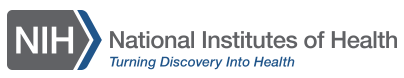 NIH National Institutes of Health
Turning Discovery Into Health